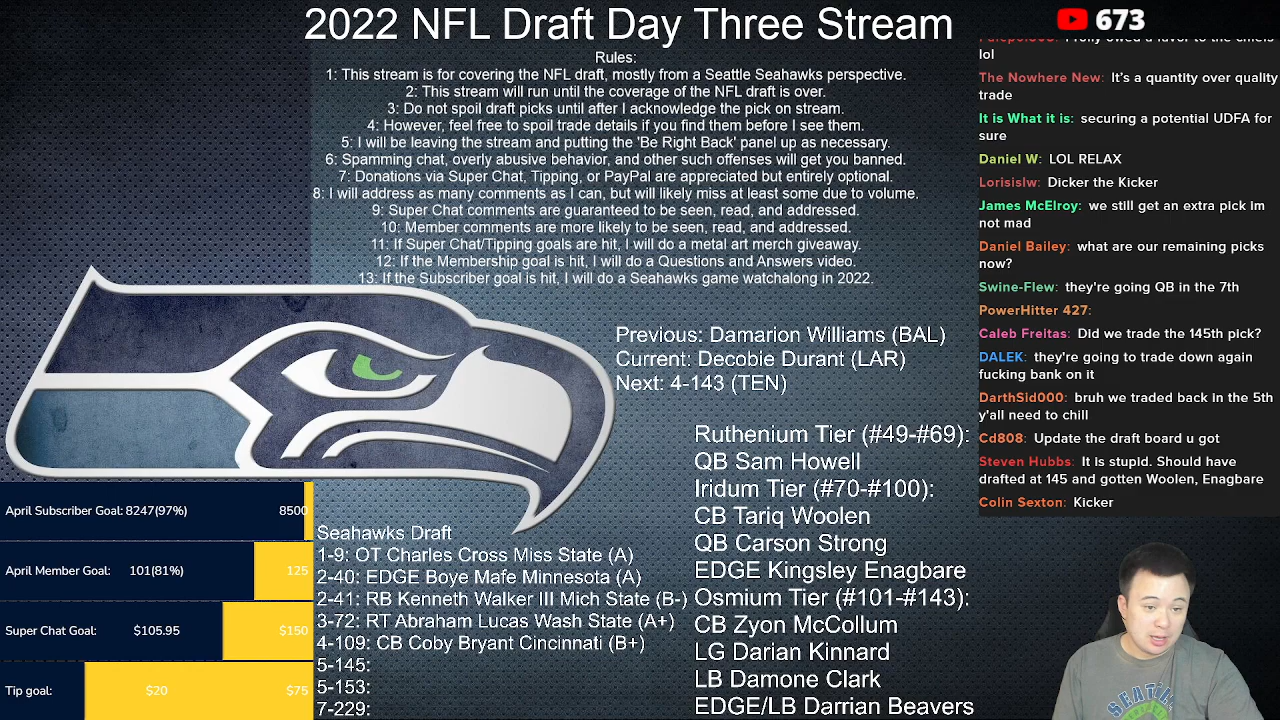 2022 NFL Draft Day Three Stream
Rules:
1: This stream is for covering the NFL draft, mostly from a Seattle Seahawks perspective.
2: This stream will run until the coverage of the NFL draft is over.
3: Do not spoil draft picks until after I acknowledge the pick on stream.
4: However, feel free to spoil trade details if you find them before I see them.
5: I will be leaving the stream and putting the 'Be Right Back' panel up as necessary.
6: Spamming chat, overly abusive behavior, and other such offenses will get you banned.
7: Donations via Super Chat, Tipping, or PayPal are appreciated but entirely optional.
8: I will address as many comments as I can, but will likely miss at least some due to volume.
9: Super Chat comments are guaranteed to be seen, read, and addressed.
10: Member comments are more likely to be seen, read, and addressed.
11: If Super Chat/Tipping goals are hit, I will do a metal art merch giveaway.
12: If the Membership goal is hit, I will do a Questions and Answers video.
13: If the Subscriber goal is hit, I will do a Seahawks game watchalong in 2022.
Previous: Damarion Williams (BAL)
Current: Decobie Durant (LAR)
Next: 4-143 (TEN)
Ruthenium Tier (#49-#69):
QB Sam Howell
Iridum Tier (#70-#100):
CB Tariq Woolen
QB Carson Strong
EDGE Kingsley Enagbare
Osmium Tier (#101-#143):
CB Zyon McCollum
LG Darian Kinnard
LB Damone Clark
EDGE/LB Darrian Beavers
April Subscriber Goal: 8247(97%) 8500
April Member Goal: 101(81%) 125
Super Chat Goal: $105.95 $150
Tip goal: $20 $75
Seahawks Draft
1-9: OT Charles Cross Miss State (A)
2-40: EDGE Boye Mafe Minnesota (A)
2-41: RB Kenneth Walker III Mich State (B-)
3-72: RT Abraham Lucas Wash State (A+)
4-109: CB Coby Bryant Cincinnati (B+)
5-145:
5-153:
7-229:
673
lol
The Nowhere New: It's a quantity over quality
trade
It is What it is: securing a potential UDFA for
sure
Daniel W: LOL RELAX
Lorisislw: Dicker the Kicker
James McElroy: we still get an extra pick im
not mad
Daniel Bailey: what are our remaining picks
now?
Swine-Flew: they're going QB in the 7th
PowerHitter 427:
Caleb Freitas: Did we trade the 145th pick?
DALEK: they're going to trade down again
fucking bank on it
DarthSid000: bruh we traded back in the 5th
y'all need to chill
Cd808: Update the draft board u got
Steven Hubbs: It is stupid. Should have
drafted at 145 and gotten Woolen, Enagbare
Colin Sexton: Kicker